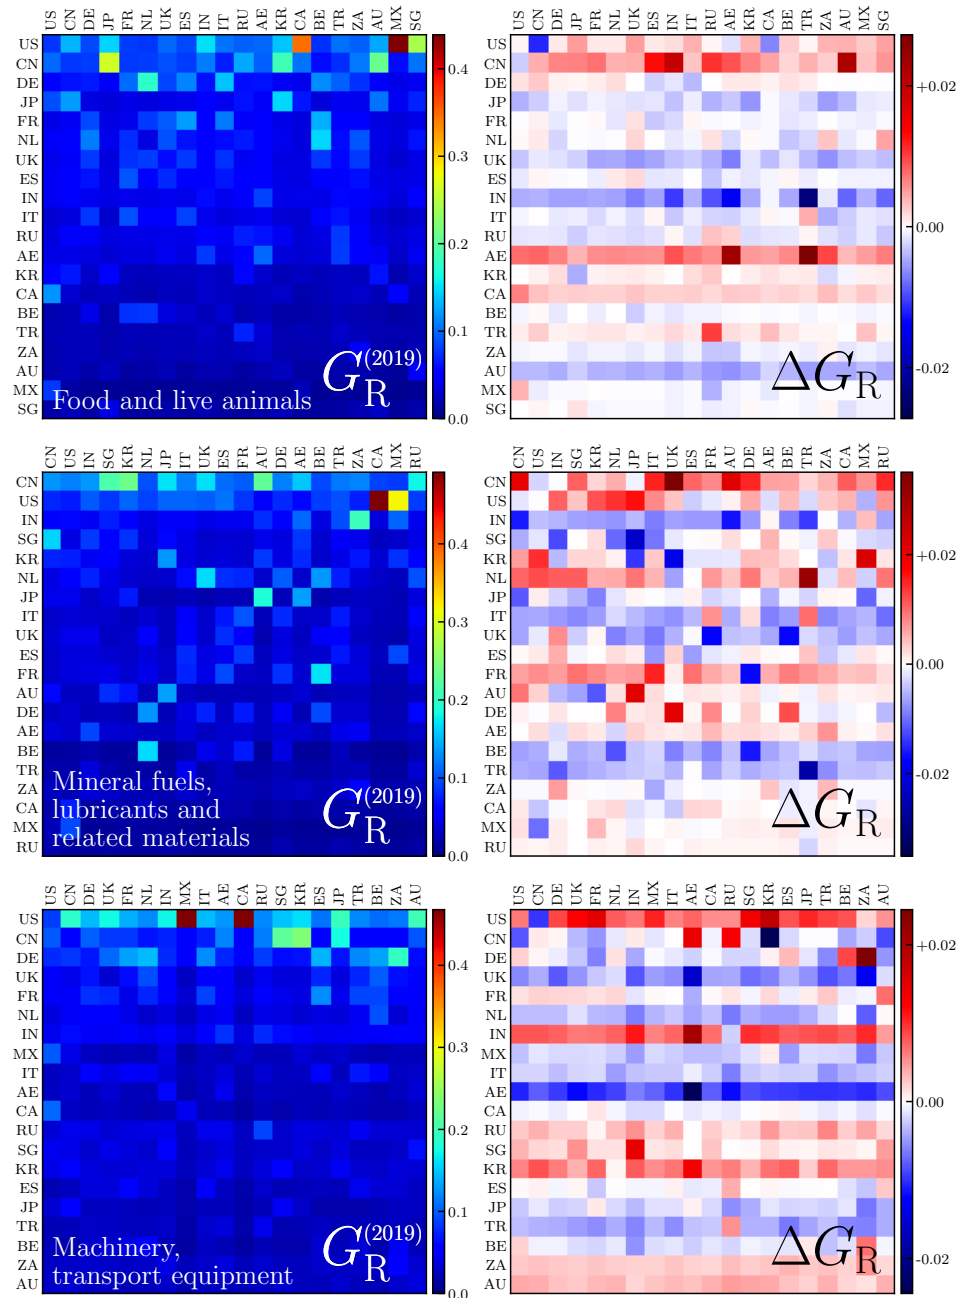 US CN JP DE FR NL UK ES IN IT RU AE KR CA BE TR ZA AU MX SG
US
CN
DE
JP
FR
NL
UK
ES
IN
IT
RU
AE
KR
CA
BE
TR
ZA
AU
MX
SG
Food and live animals
G_R^(2019)
0.4
0.3
0.2
0.1
0.0
US CN DE JP FR NL UK ES IN IT RU AE KR CA BE TR ZA AU MX SG
US
CN
DE
JP
FR
NL
UK
ES
IN
IT
RU
AE
KR
CA
BE
TR
ZA
AU
MX
SG
ΔG_R
+0.02
0.00
-0.02
CN US IN SG KR NL JP IT UK ES FR AU DE AE BE TR ZA CA MX RU
CN
US
IN
SG
KR
NL
JP
IT
UK
ES
FR
AU
DE
AE
BE
TR
ZA
CA
MX
RU
Mineral fuels,
lubricants and
related materials
G_R^(2019)
0.4
0.3
0.2
0.1
0.0
CN US IN SG KR NL JP IT UK ES FR AU DE AE BE TR ZA CA MX RU
CN
US
IN
SG
KR
NL
JP
IT
UK
ES
FR
AU
DE
AE
BE
TR
ZA
CA
MX
RU
ΔG_R
+0.02
0.00
-0.02
US CN DE UK FR NL IN MX IT AE CA RU SG KR ES JP TR BE ZA AU
US
CN
DE
UK
FR
NL
IN
MX
IT
AE
CA
RU
SG
KR
ES
JP
TR
BE
ZA
AU
Machinery,
transport equipment
G_R^(2019)
0.4
0.3
0.2
0.1
0.0
US CN DE UK FR NL IN MX IT AE CA RU SG KR ES JP TR BE ZA AU
US
CN
DE
UK
FR
NL
IN
MX
IT
AE
CA
RU
SG
KR
ES
JP
TR
BE
ZA
AU
ΔG_R
+0.02
0.00
-0.02